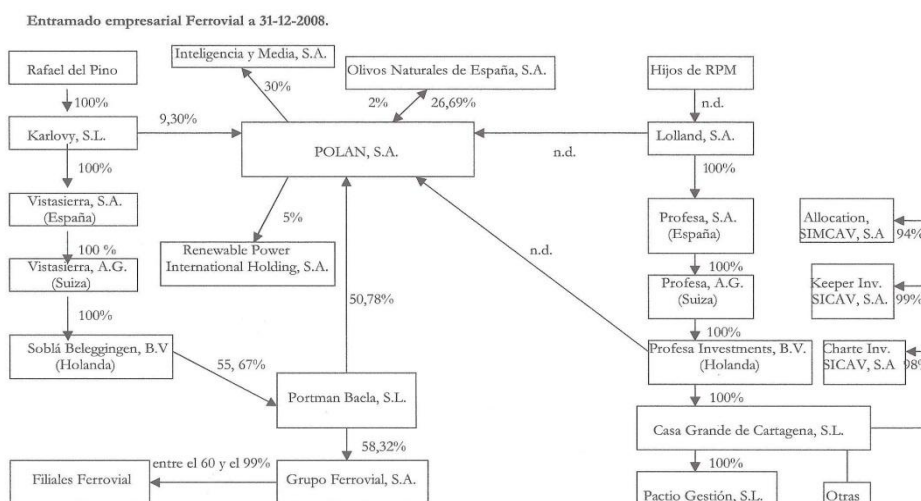 Entramado empresarial Ferrovial a 31-12-2008.
Rafael del Pino
Inteligencia y Media, S.A.
Olivos Naturales de España, S.A.
Hijos de RPM
100%
30%
2%
26,69%
n.d.
Karlovy, S.L.
9,30%
POLAN, S.A.
n.d.
Lolland, S.A.
100%
100%
Vistasierra, S.A.
(España)
5%
Profesa, S.A.
(España)
Allocation,
SIMCAV, S.A
94%
100 %
Renewable Power
International Holding, S.A.
n.d.
100%
Vistasierra, A.G.
(Suiza)
Profesa, A.G.
(Suiza)
Keeper Inv.
SICAV, S.A.
99%
100%
50,78%
100%
Soblá Beleggingen, B.V
(Holanda)
55, 67%
Profesa Investments, B.V.
(Holanda)
Charte Inv.
SICAV, S.A
98%
Portman Baela, S.L.
100%
58,32%
Casa Grande de Cartagena, S.L.
Filiales Ferrovial
entre el 60 y el 99%
Grupo Ferrovial, S.A.
100%
Pactio Gestión, S.L.
Otras